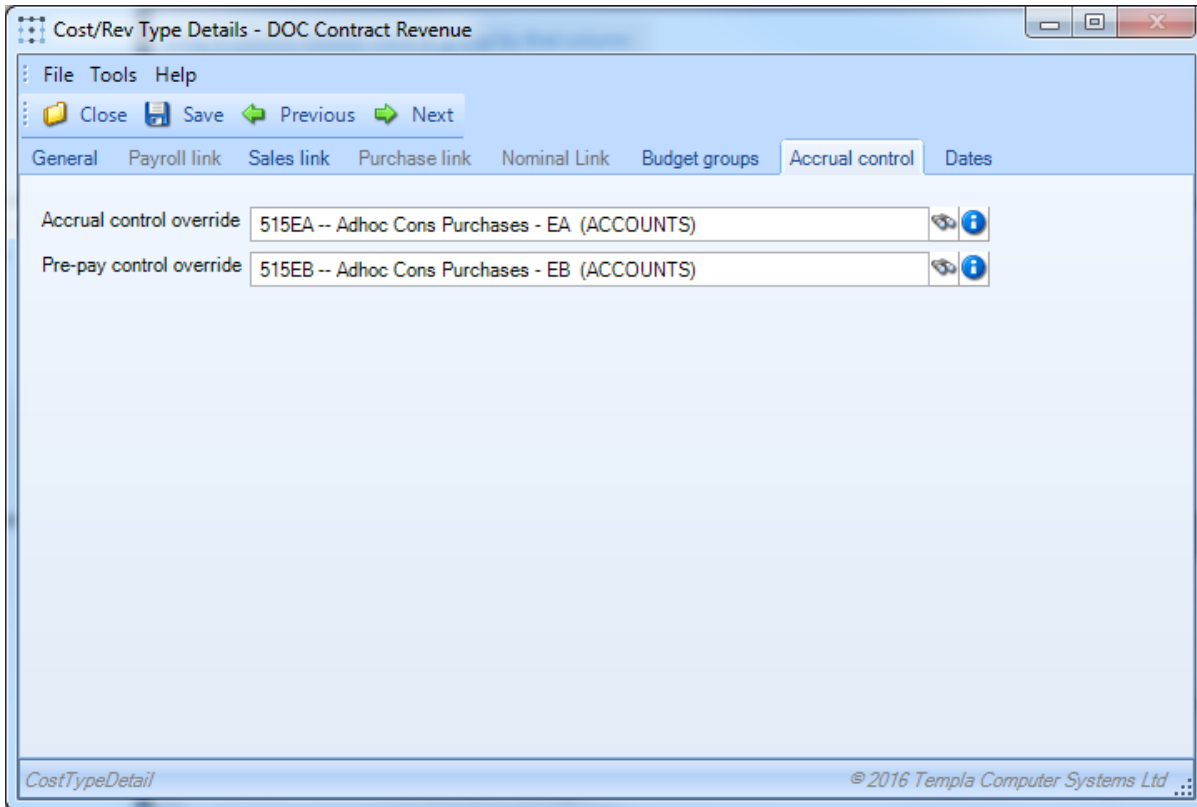 Cost/Rev Type Details - DOC Contract Revenue
File Tools Help
Close Save Previous Next
General Payroll link Sales link Purchase link Nominal Link Budget groups Accrual control Dates
Accrual control override 515EA -- Adhoc Cons Purchases - EA (ACCOUNTS)
Pre-pay control override 515EB -- Adhoc Cons Purchases - EB (ACCOUNTS)
CostTypeDetail © 2016 Templa Computer Systems Ltd